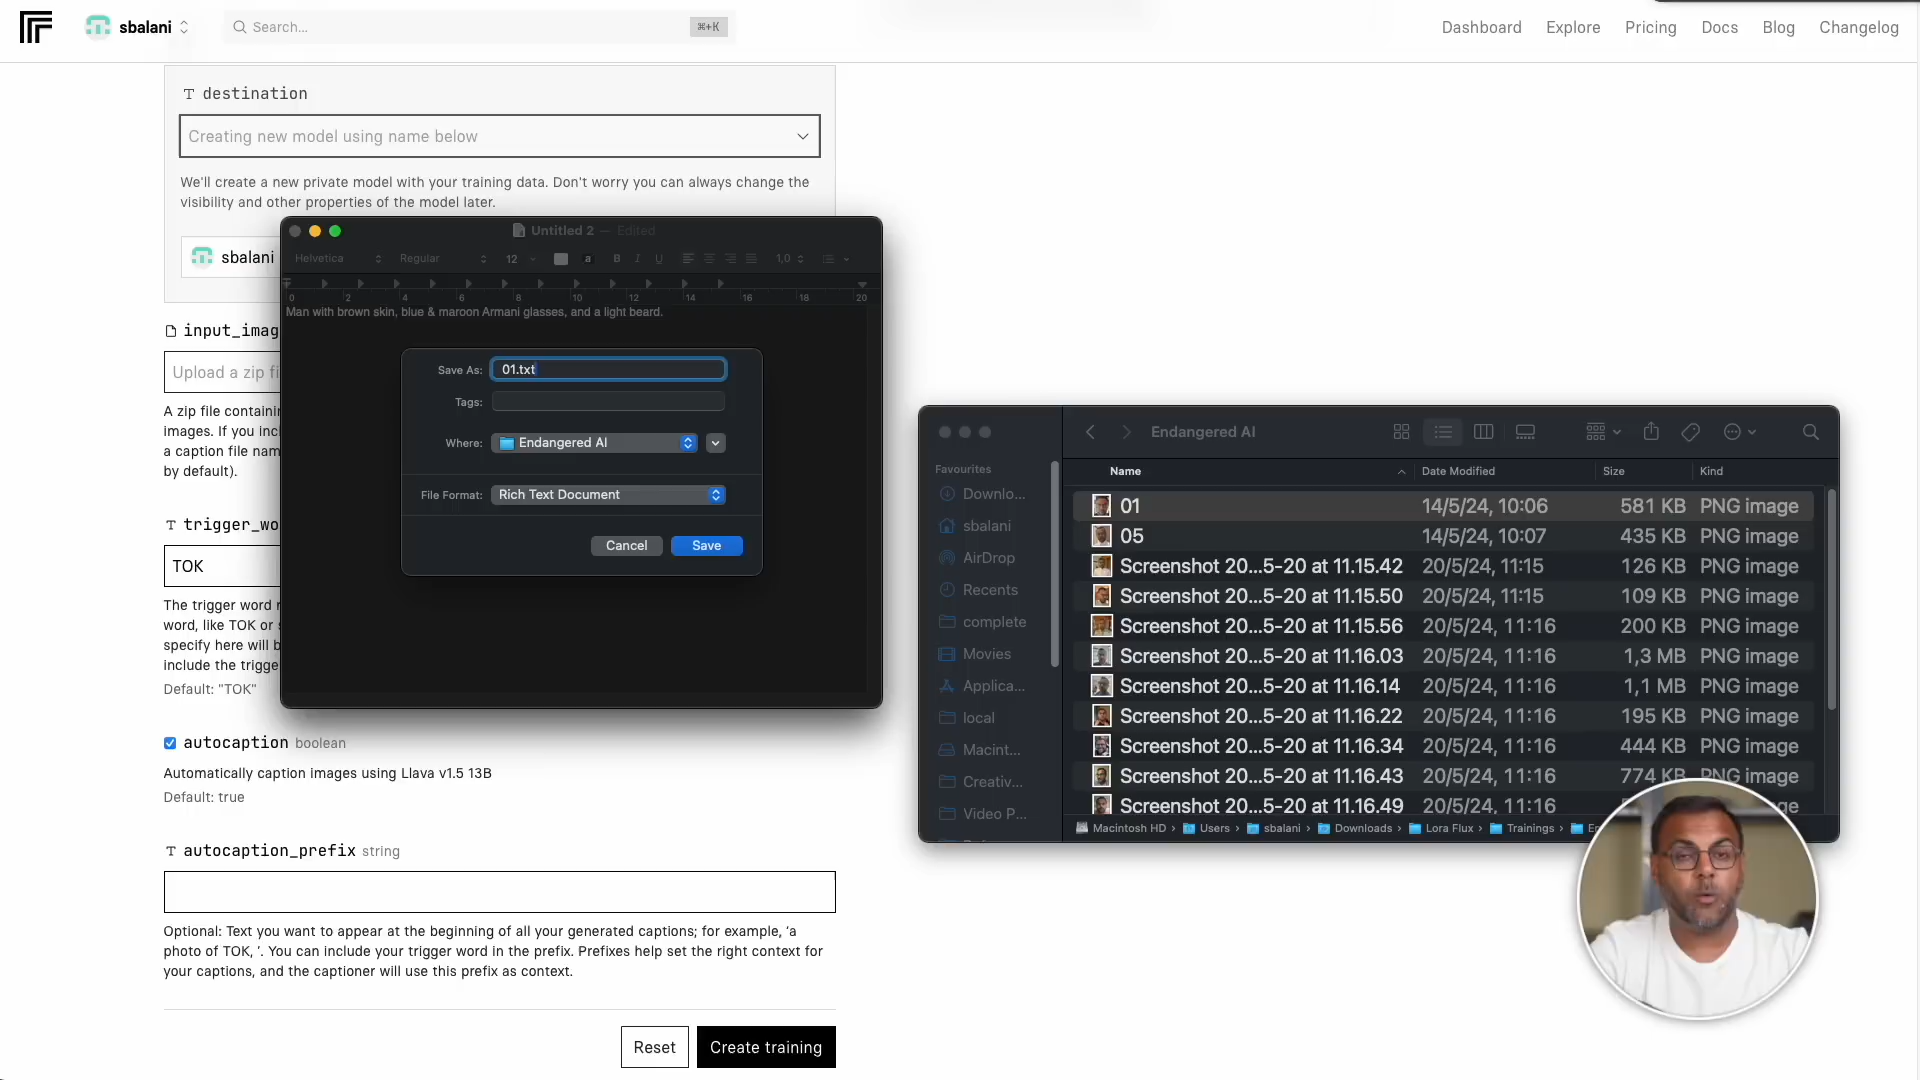 sbalani
Search...
⌘+K
Dashboard
Explore
Pricing
Docs
Blog
Changelog
destination
Creating new model using name below
We'll create a new private model with your training data. Don't worry you can always change the
visibility and other properties of the model later.
sbalani
input_imag
Upload a zip fi
A zip file containin
images. If you incl
a caption file nam
by default).
trigger_wo
TOK
The trigger word r
word, like TOK or s
specify here will b
include the trigge
Default: "TOK"
autocaption boolean
Automatically caption images using Llava v1.5 13B
Default: true
autocaption_prefix string
Optional: Text you want to appear at the beginning of all your generated captions; for example, ‘a
photo of TOK, ’. You can include your trigger word in the prefix. Prefixes help set the right context for
your captions, and the captioner will use this prefix as context.
Reset
Create training
Untitled 2 — Edited
Helvetica
Regular
12
a
B
I
U
1,0
0 2 4 6 8 10 12 14 16 18 20
Man with brown skin, blue & maroon Armani glasses, and a light beard.
Save As: 01.txt
Tags:
Where: Endangered AI
File Format: Rich Text Document
Cancel
Save
Endangered AI
Favourites
Downlo...
sbalani
AirDrop
Recents
complete
Movies
Applica...
local
Macint...
Creativ...
Video P...
Name Date Modified Size Kind
01 14/5/24, 10:06 581 KB PNG image
05 14/5/24, 10:07 435 KB PNG image
Screenshot 20...5-20 at 11.15.42 20/5/24, 11:15 126 KB PNG image
Screenshot 20...5-20 at 11.15.50 20/5/24, 11:15 109 KB PNG image
Screenshot 20...5-20 at 11.15.56 20/5/24, 11:16 200 KB PNG image
Screenshot 20...5-20 at 11.16.03 20/5/24, 11:16 1,3 MB PNG image
Screenshot 20...5-20 at 11.16.14 20/5/24, 11:16 1,1 MB PNG image
Screenshot 20...5-20 at 11.16.22 20/5/24, 11:16 195 KB PNG image
Screenshot 20...5-20 at 11.16.34 20/5/24, 11:16 444 KB PNG image
Screenshot 20...5-20 at 11.16.43 20/5/24, 11:16 774 KB PNG image
Screenshot 20...5-20 at 11.16.49 20/5/24, 11:16
Macintosh HD › Users › sbalani › Downloads › Lora Flux › Trainings ›